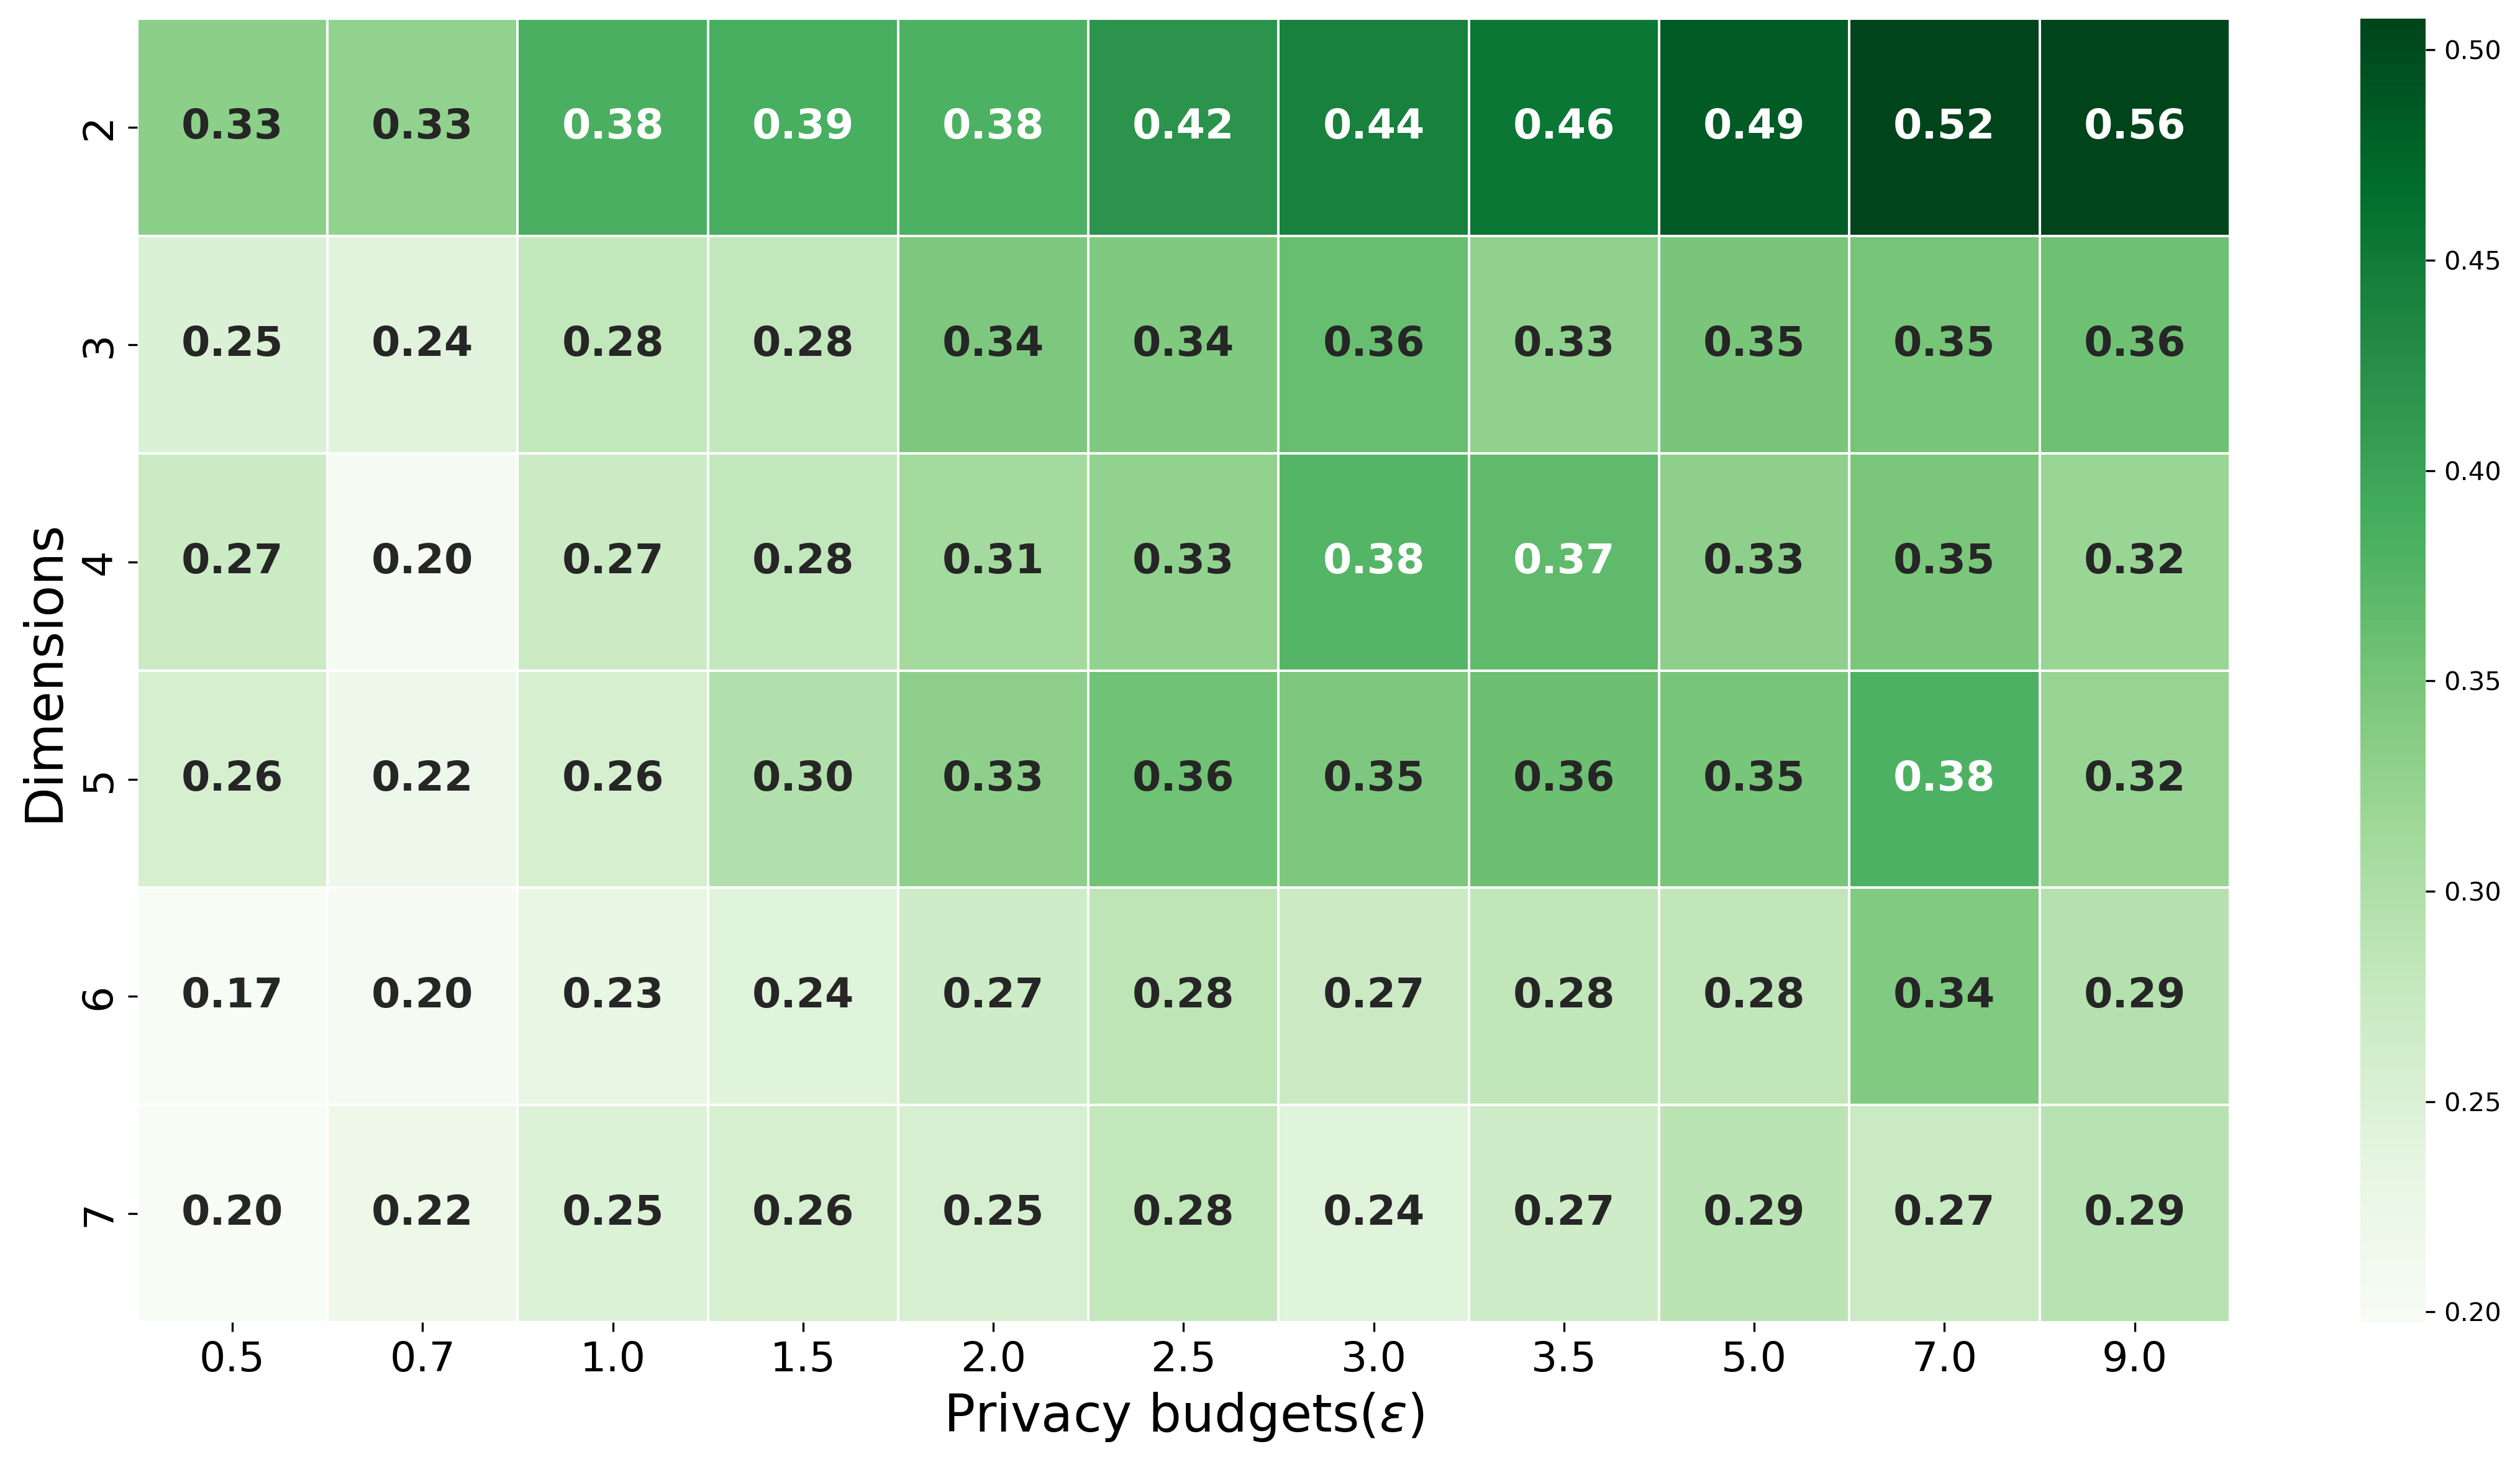 2 0.33 0.33 0.38 0.39 0.38 0.42 0.44 0.46 0.49 0.52 0.56
3 0.25 0.24 0.28 0.28 0.34 0.34 0.36 0.33 0.35 0.35 0.36
4 0.27 0.20 0.27 0.28 0.31 0.33 0.38 0.37 0.33 0.35 0.32
5 0.26 0.22 0.26 0.30 0.33 0.36 0.35 0.36 0.35 0.38 0.32
6 0.17 0.20 0.23 0.24 0.27 0.28 0.27 0.28 0.28 0.34 0.29
7 0.20 0.22 0.25 0.26 0.25 0.28 0.24 0.27 0.29 0.27 0.29
0.5 0.7 1.0 1.5 2.0 2.5 3.0 3.5 5.0 7.0 9.0
Privacy budgets(ε)
Dimensions
0.50
0.45
0.40
0.35
0.30
0.25
0.20